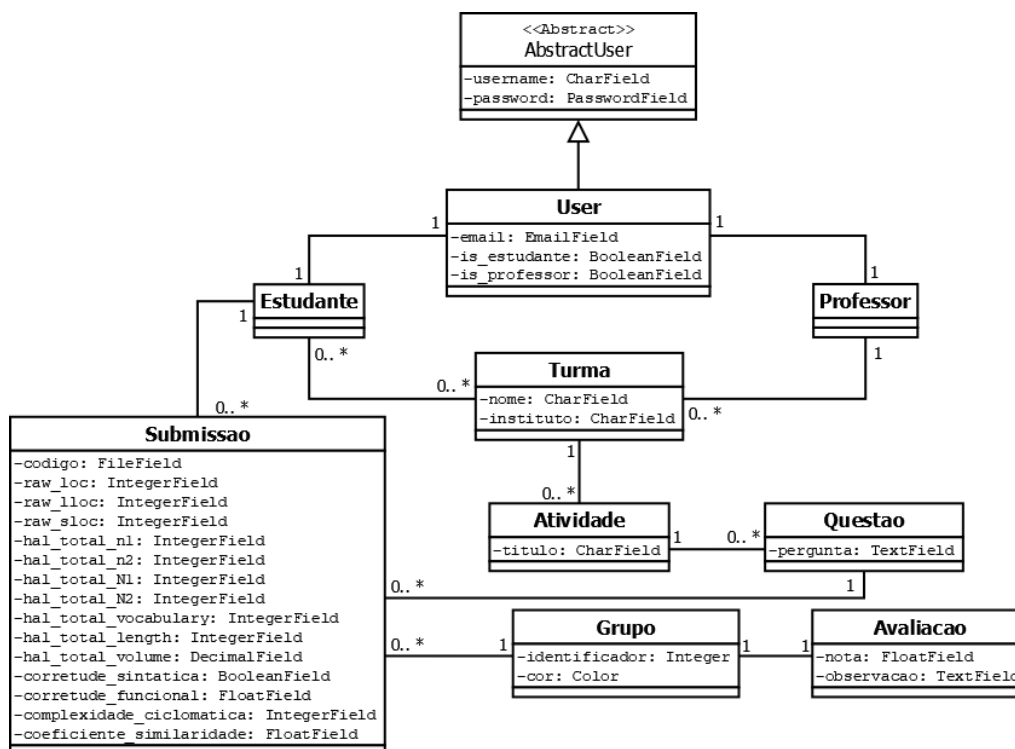 <<Abstract>>
AbstractUser
-username: CharField
-password: PasswordField
User
-email: EmailField
-is_estudante: BooleanField
-is_professor: BooleanField
1
1
1
1
Estudante
Professor
1
0..*
1
0..*
0..*
0..*
Turma
-nome: CharField
-instituto: CharField
1
0..*
Submissao
-codigo: FileField
-raw_loc: IntegerField
-raw_lloc: IntegerField
-raw_sloc: IntegerField
-hal_total_n1: IntegerField
-hal_total_n2: IntegerField
-hal_total_N1: IntegerField
-hal_total_N2: IntegerField
-hal_total_vocabulary: IntegerField
-hal_total_length: IntegerField
-hal_total_volume: DecimalField
-corretude_sintatica: BooleanField
-corretude_funcional: FloatField
-complexidade_ciclomatica: IntegerField
-coeficiente_similaridade: FloatField
Atividade
-titulo: CharField
1
0..*
Questao
-pergunta: TextField
0..*
1
0..*
1
Grupo
-identificador: Integer
-cor: Color
1
1
Avaliacao
-nota: FloatField
-observacao: TextField